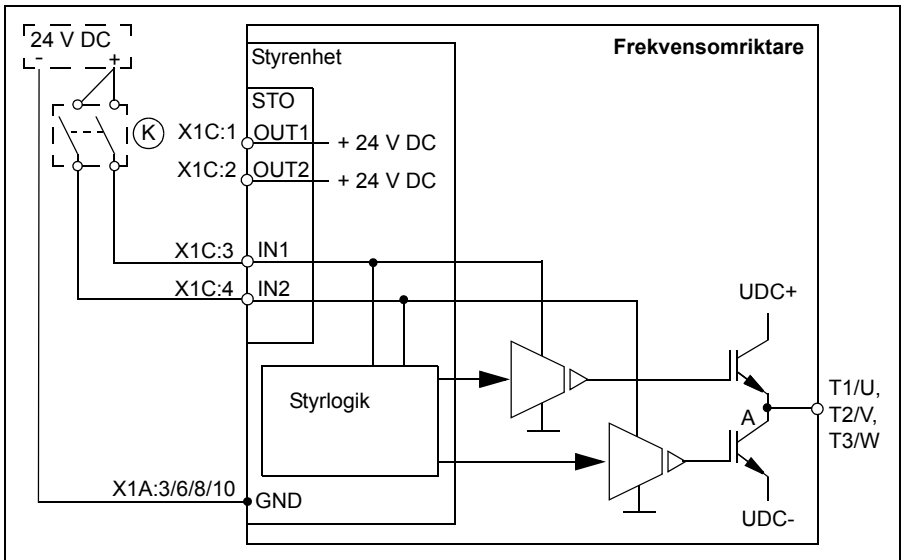 24 V DC
- +
Frekvensomriktare
Styrenhet
STO
K
X1C:1
OUT1
+ 24 V DC
X1C:2
OUT2
+ 24 V DC
X1C:3
IN1
X1C:4
IN2
UDC+
Styrlogik
A
T1/U,
T2/V,
T3/W
X1A:3/6/8/10
GND
UDC-